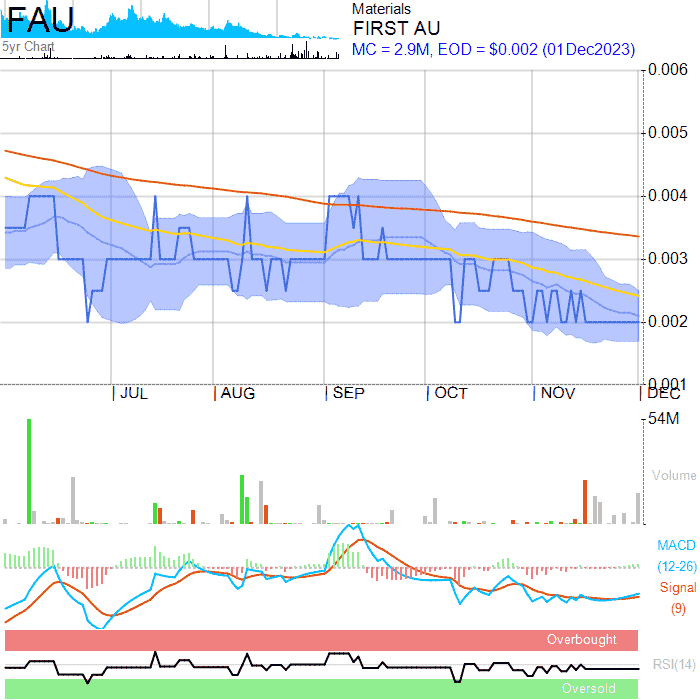 FAU
5yr Chart
Materials
FIRST AU
MC = 2.9M, EOD = $0.002 (01Dec2023)
0.006
0.005
0.004
0.003
0.002
0.001
JUL AUG SEP OCT NOV DEC
54M
Volume
MACD
(12-26)
Signal
(9)
Overbought
RSI(14)
Oversold